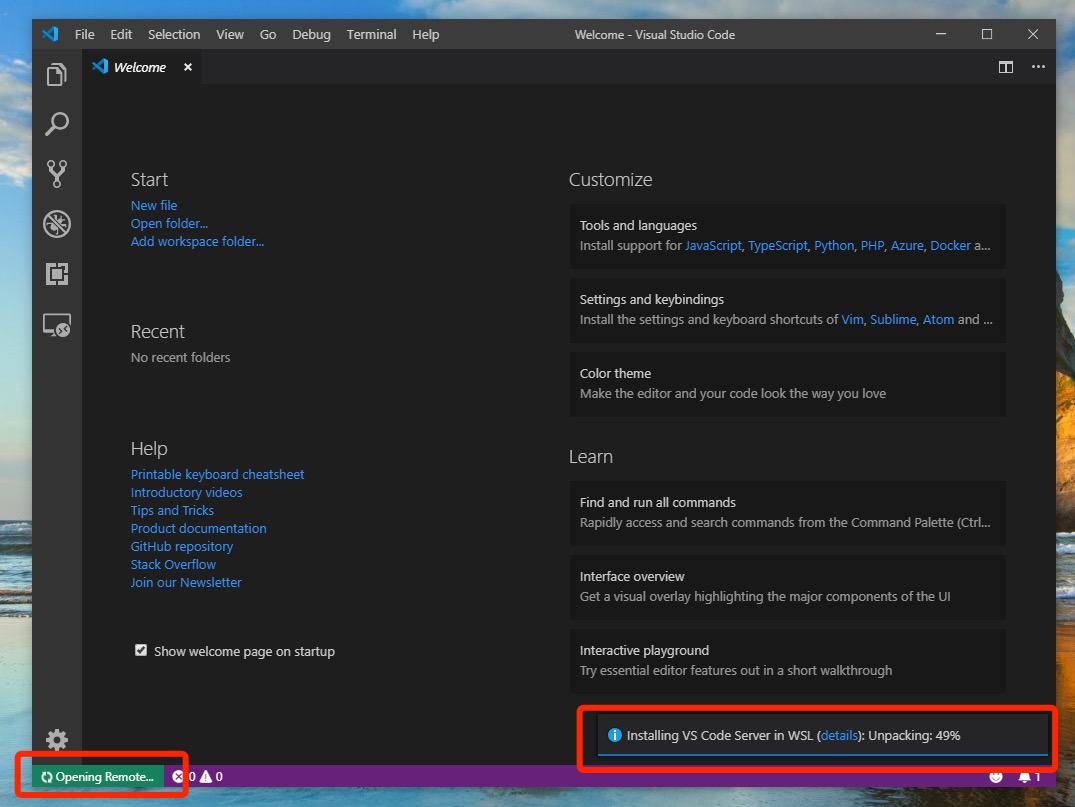 File Edit Selection View Go Debug Terminal Help Welcome - Visual Studio Code
Welcome
Start
New file
Open folder...
Add workspace folder...
Recent
No recent folders
Help
Printable keyboard cheatsheet
Introductory videos
Tips and Tricks
Product documentation
GitHub repository
Stack Overflow
Join our Newsletter
Show welcome page on startup
Customize
Tools and languages
Install support for JavaScript, TypeScript, Python, PHP, Azure, Docker a...
Settings and keybindings
Install the settings and keyboard shortcuts of Vim, Sublime, Atom and ...
Color theme
Make the editor and your code look the way you love
Learn
Find and run all commands
Rapidly access and search commands from the Command Palette (Ctrl...
Interface overview
Get a visual overlay highlighting the major components of the UI
Interactive playground
Try essential editor features out in a short walkthrough
Installing VS Code Server in WSL (details): Unpacking: 49%
Opening Remote... 0 0 1